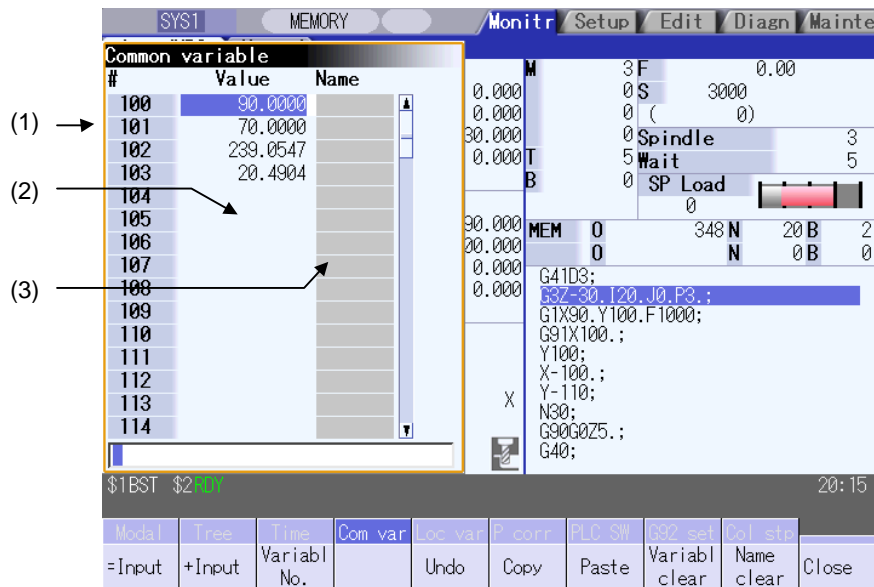 SYS1 MEMORY Monitr Setup Edit Diagn Mainte
Common variable
# Value Name
100 90.0000
101 70.0000
102 239.0547
103 20.4904
104
105
106
107
108
109
110
111
112
113
114
(1)
(2)
(3)
0.000
0.000
30.000
0.000
90.000
00.000
0.000
0.000
X
M 3
0
0
0
T 5
B 0
F 0.00
S 3000
( 0)
Spindle 3
Wait 5
SP Load
0
MEM O 348 N 20 B 2
O N 0 B 0
G41D3;
G3Z-30.I20.J0.P3.;
G1X90.Y100.F1000;
G91X100.;
Y100;
X-100.;
Y-110;
N30;
G90G0Z5.;
G40;
$1BST $2RDY 20:15
Modal Tree Time Com var Loc var P corr PLC SW G92 set Col stp
=Input +Input Variabl No. Undo Copy Paste Variabl clear Name clear Close